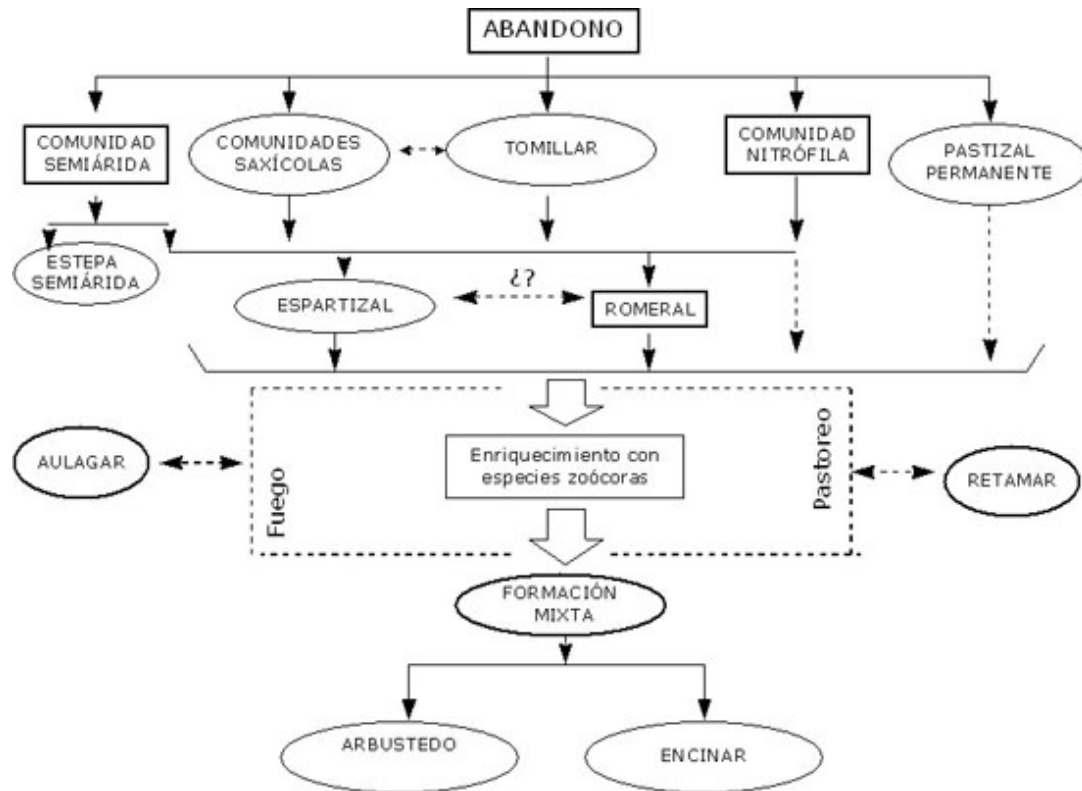 ABANDONO
COMUNIDAD
SEMIÁRIDA
COMUNIDADES
SAXÍCOLAS
TOMILLAR
COMUNIDAD
NITRÓFILA
PASTIZAL
PERMANENTE
ESTEPA
SEMIÁRIDA
ESPARTIZAL
¿?
ROMERAL
AULAGAR
Fuego
Enriquecimiento con
especies zoócoras
Pastoreo
RETAMAR
FORMACIÓN
MIXTA
ARBUSTEDO
ENCINAR